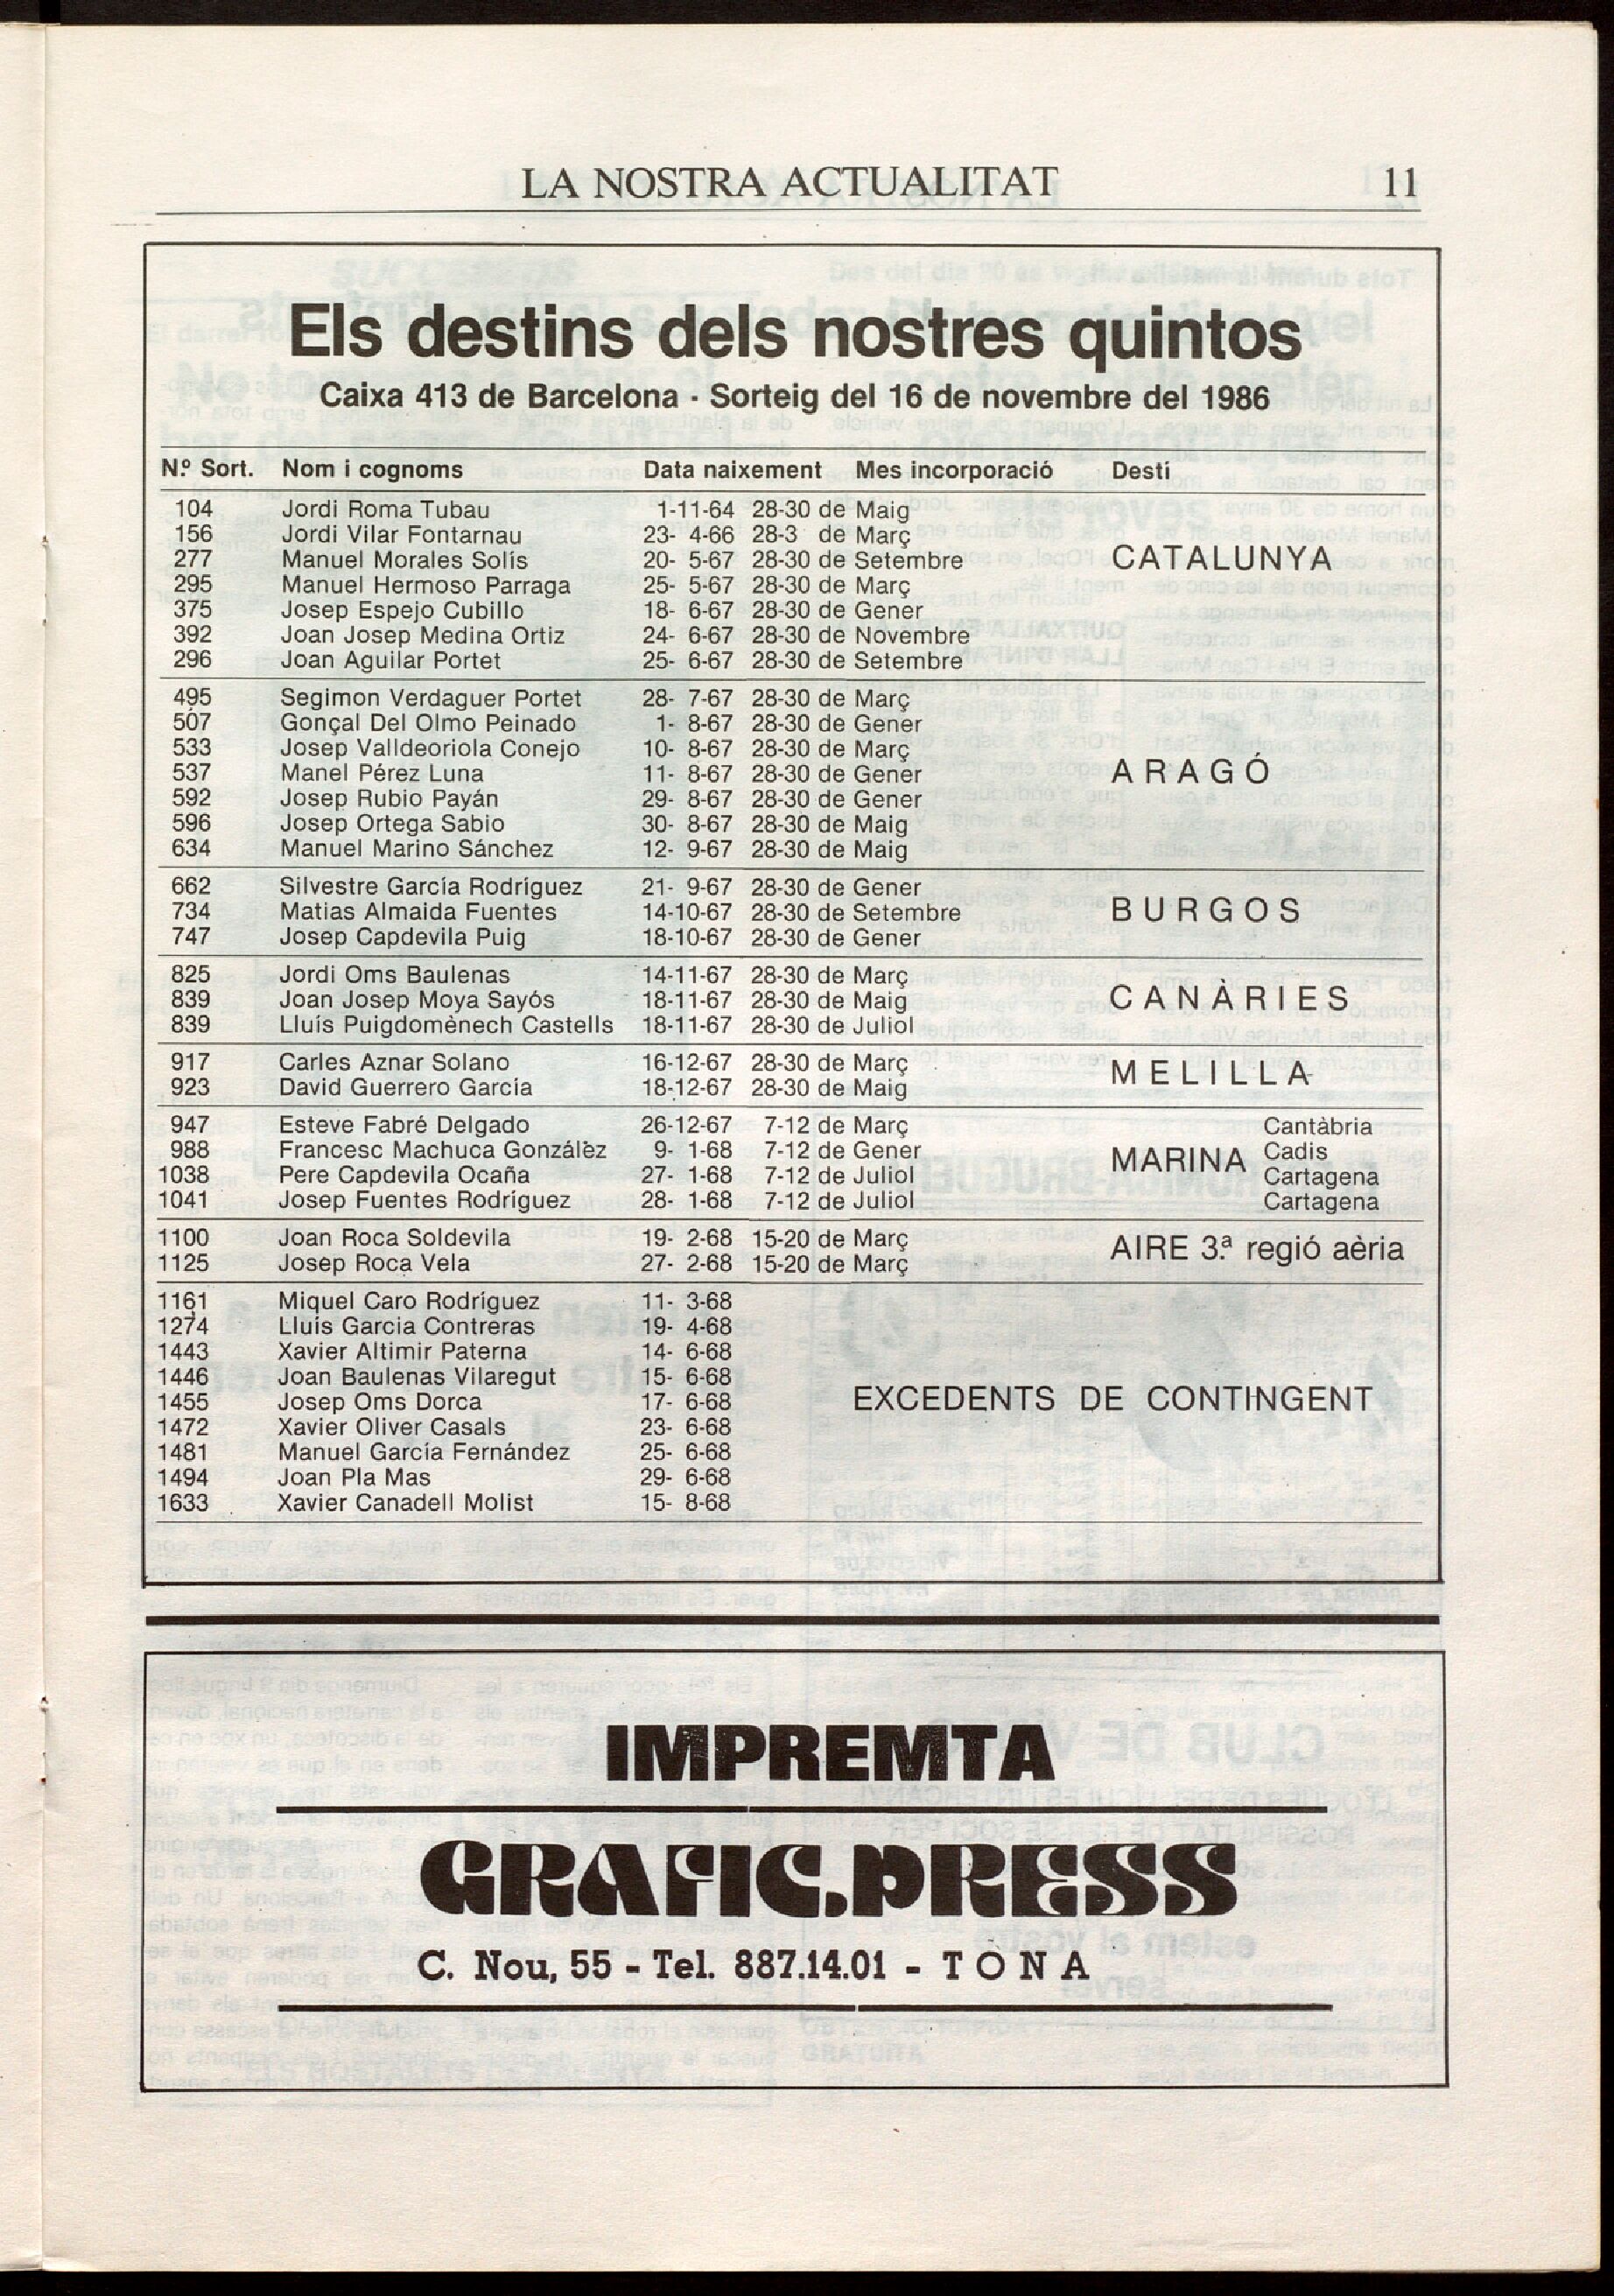 LA NOSTRA ACTUALITAT 11
Els destins dels nostres quintos
Caixa 413 de Barcelona - Sorteig del 16 de novembre del 1986
N.º Sort. Nom i cognoms Data naixement Mes incorporació Destí
104 Jordi Roma Tubau 1-11-64 28-30 de Maig
156 Jordi Vilar Fontarnau 23- 4-66 28-3 de Març
277 Manuel Morales Solís 20- 5-67 28-30 de Setembre CATALUNYA
295 Manuel Hermoso Parraga 25- 5-67 28-30 de Març
375 Josep Espejo Cubillo 18- 6-67 28-30 de Gener
392 Joan Josep Medina Ortiz 24- 6-67 28-30 de Novembre
296 Joan Aguilar Portet 25- 6-67 28-30 de Setembre
495 Segimon Verdaguer Portet 28- 7-67 28-30 de Març
507 Gonçal Del Olmo Peinado 1- 8-67 28-30 de Gener
533 Josep Valldeoriola Conejo 10- 8-67 28-30 de Març
537 Manel Pérez Luna 11- 8-67 28-30 de Gener ARAGÓ
592 Josep Rubio Payán 29- 8-67 28-30 de Gener
596 Josep Ortega Sabio 30- 8-67 28-30 de Maig
634 Manuel Marino Sánchez 12- 9-67 28-30 de Maig
662 Silvestre García Rodríguez 21- 9-67 28-30 de Gener
734 Matias Almaida Fuentes 14-10-67 28-30 de Setembre BURGOS
747 Josep Capdevila Puig 18-10-67 28-30 de Gener
825 Jordi Oms Baulenas 14-11-67 28-30 de Març
839 Joan Josep Moya Sayós 18-11-67 28-30 de Maig CANÀRIES
839 Lluís Puigdomènech Castells 18-11-67 28-30 de Juliol
917 Carles Aznar Solano 16-12-67 28-30 de Març MELILLA
923 David Guerrero García 18-12-67 28-30 de Maig
947 Esteve Fabré Delgado 26-12-67 7-12 de Març Cantàbria
988 Francesc Machuca González 9- 1-68 7-12 de Gener MARINA Cadis
1038 Pere Capdevila Ocaña 27- 1-68 7-12 de Juliol Cartagena
1041 Josep Fuentes Rodríguez 28- 1-68 7-12 de Juliol Cartagena
1100 Joan Roca Soldevila 19- 2-68 15-20 de Març AIRE 3.ª regió aèria
1125 Josep Roca Vela 27- 2-68 15-20 de Març
1161 Miquel Caro Rodríguez 11- 3-68
1274 Lluís Garcia Contreras 19- 4-68
1443 Xavier Altimir Paterna 14- 6-68
1446 Joan Baulenas Vilaregut 15- 6-68
1455 Josep Oms Dorca 17- 6-68 EXCEDENTS DE CONTINGENT
1472 Xavier Oliver Casals 23- 6-68
1481 Manuel García Fernández 25- 6-68
1494 Joan Pla Mas 29- 6-68
1633 Xavier Canadell Molist 15- 8-68
IMPREMTA
GRAFIC.PRESS
C. Nou, 55 - Tel. 887.14.01 - TONA